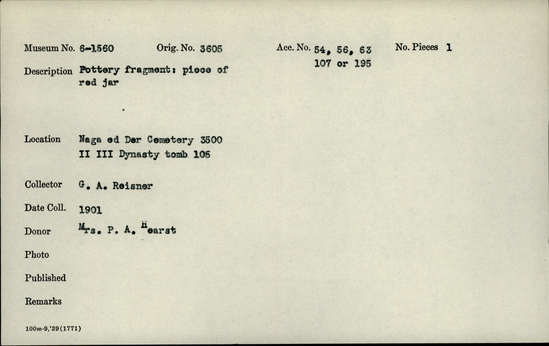 Museum No. 6-1560 Orig. No. 3605 Acc. No. 54, 56, 63 No. Pieces 1
107 or 195
Description Pottery fragment: piece of
red jar
Location Naga ed Der Cemetery 3500
II III Dynasty tomb 106
Collector G. A. Reisner
Date Coll. 1901
Donor Mrs. P. A. Hearst
Photo
Published
Remarks
100m-9,'39(1771)